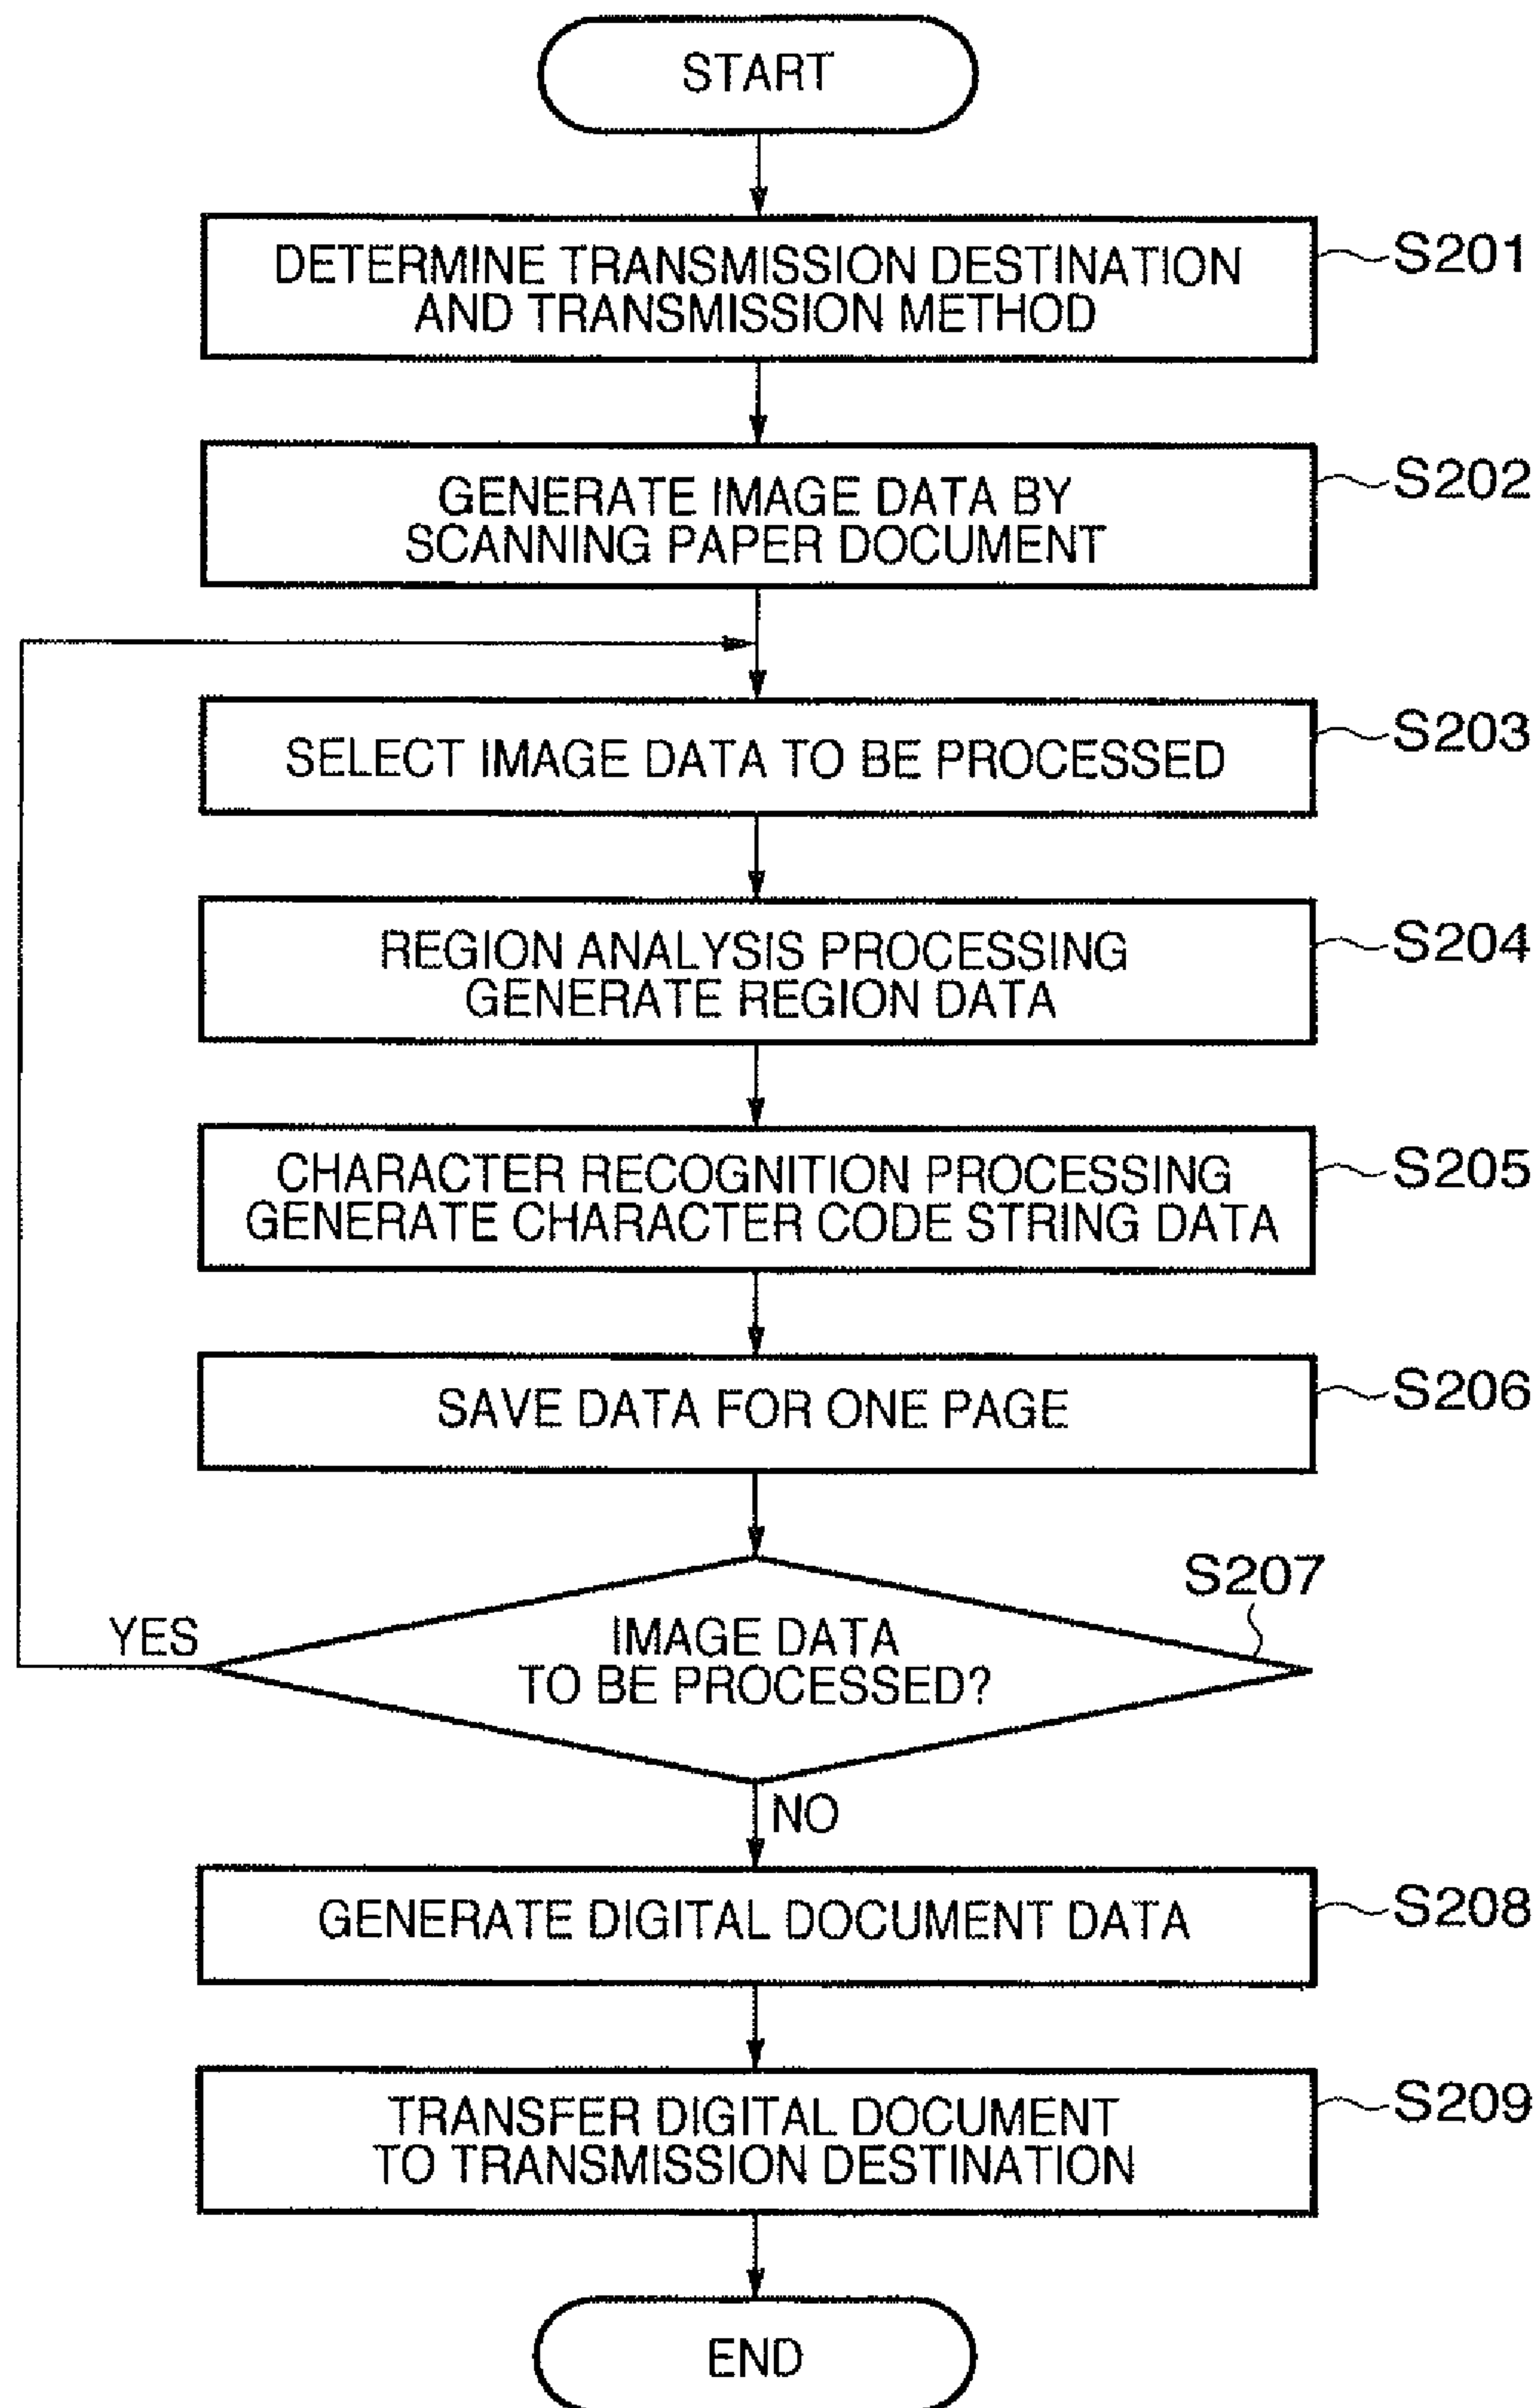 START
DETERMINE TRANSMISSION DESTINATION
AND TRANSMISSION METHOD
S201
GENERATE IMAGE DATA BY
SCANNING PAPER DOCUMENT
S202
SELECT IMAGE DATA TO BE PROCESSED
S203
REGION ANALYSIS PROCESSING
GENERATE REGION DATA
S204
CHARACTER RECOGNITION PROCESSING
GENERATE CHARACTER CODE STRING DATA
S205
SAVE DATA FOR ONE PAGE
S206
S207
YES
IMAGE DATA
TO BE PROCESSED?
NO
GENERATE DIGITAL DOCUMENT DATA
S208
TRANSFER DIGITAL DOCUMENT
TO TRANSMISSION DESTINATION
S209
END